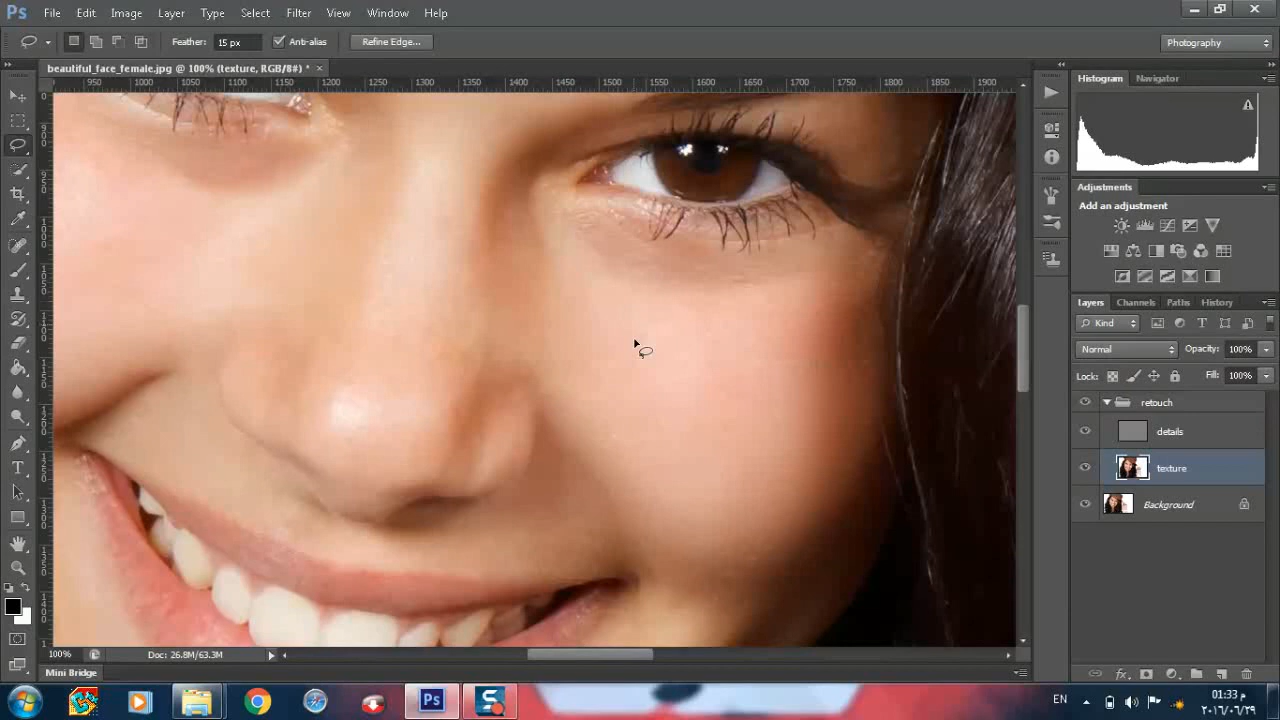 Ps File Edit Image Layer Type Select Filter View Window Help
Feather: 15 px Anti-alias Refine Edge... Photography
beautiful_face_female.jpg @ 100% (texture, RGB/8#) * ×
950 1000 1050 1100 1150 1200 1250 1300 1350 1400 1450 1500 1550 1600 1650 1700 1750 1800 1850 1900
Histogram Navigator
Adjustments
Add an adjustment
Layers Channels Paths History
Kind
Normal Opacity: 100%
Lock: Fill: 100%
retouch
details
texture
Background
100% Doc: 26.8M/63.3M
Mini Bridge
EN
01:33 م
٢٠١٦/٠٦/٢٩